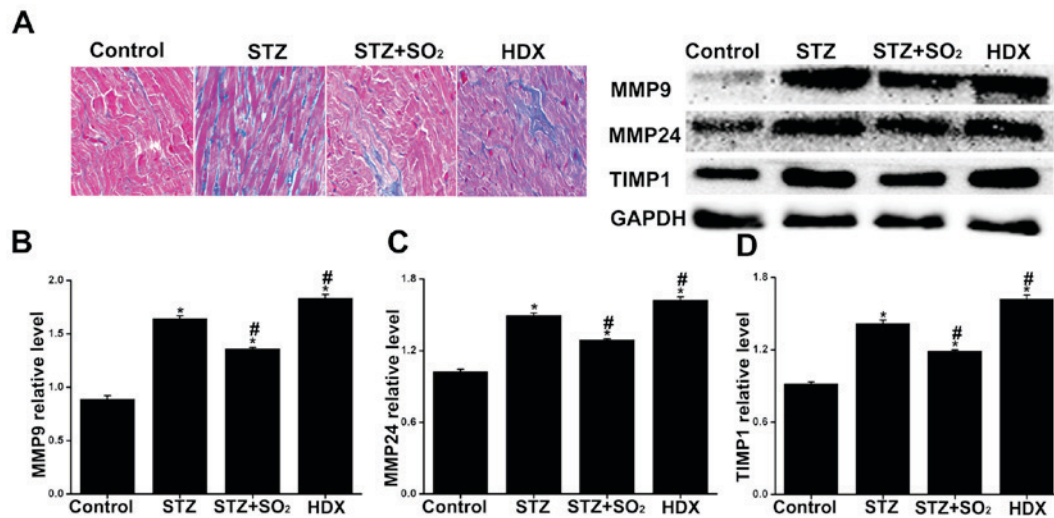 A
Control STZ STZ+SO₂ HDX
Control STZ STZ+SO₂ HDX
MMP9
MMP24
TIMP1
GAPDH
B
MMP9 relative level
2.0
1.5
1.0
0.5
0.0
*
#
*
#
*
Control STZ STZ+SO₂ HDX
C
MMP24 relative level
1.8
1.2
0.6
0.0
*
#
*
#
*
Control STZ STZ+SO₂ HDX
D
TIMP1 relative level
1.8
1.2
0.6
0.0
*
#
*
#
*
Control STZ STZ+SO₂ HDX